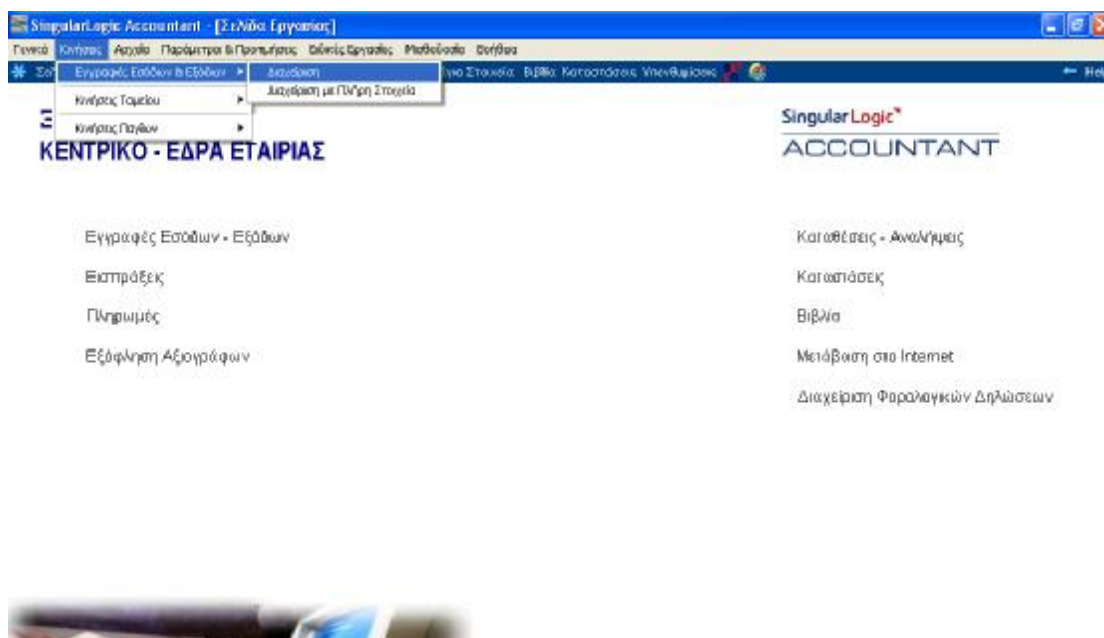 SingularLogic Accountant - [Σελίδα Εργασίας]
Γενικά Κινήσεις Αρχεία Παράμετροι & Προτιμήσεις Ειδικές Εργασίες Μισθοδοσία Βοήθεια
Εγγραφές Εσόδων & Εξόδων Διαχείριση Στοιχεία Βιβλία Καταστάσεις Υπενθυμίσεις
Διαχείριση με Πλήρη Στοιχεία
Κινήσεις Ταμείου
Κινήσεις Παγίων
ΚΕΝΤΡΙΚΟ - ΕΔΡΑ ΕΤΑΙΡΙΑΣ
SingularLogic
ACCOUNTANT
Εγγραφές Εσόδων - Εξόδων
Εισπράξεις
Πληρωμές
Εξόφληση Αξιογράφων
Καταθέσεις - Αναλήψεις
Καταστάσεις
Βιβλία
Μετάβαση στο Internet
Διαχείριση Φορολογικών Δηλώσεων